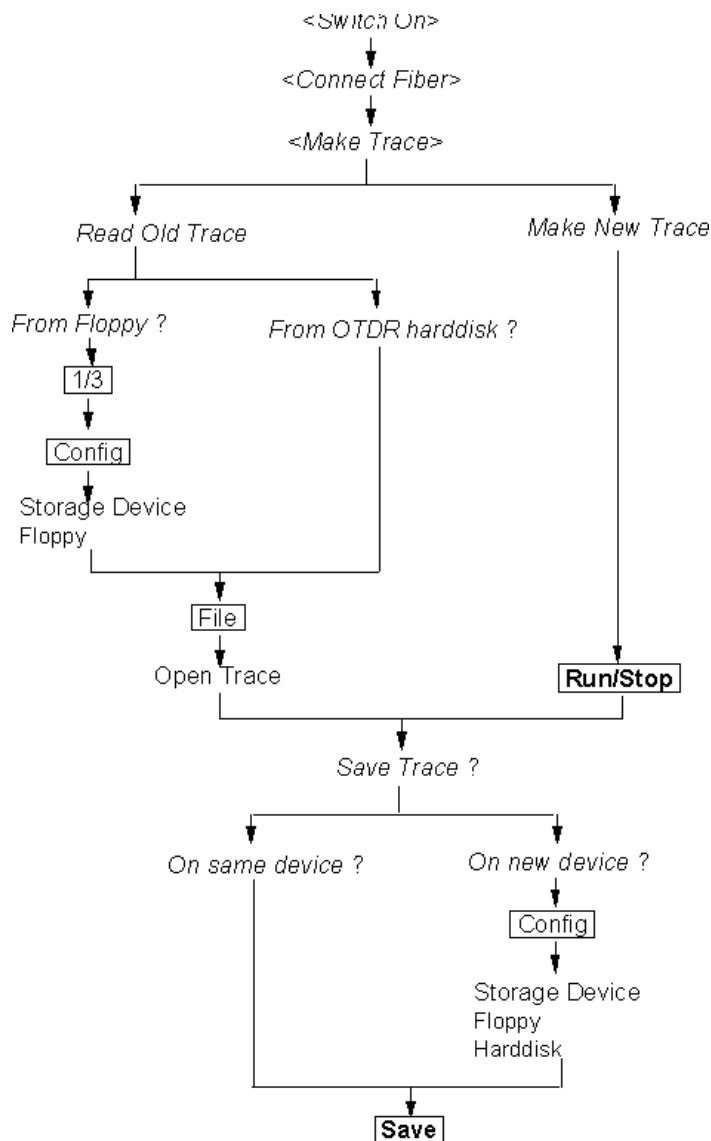 <Switch On>
<Connect Fiber>
<Make Trace>
Read Old Trace
Make New Trace
From Floppy ?
From OTDR harddisk ?
1/3
Config
Storage Device
Floppy
File
Open Trace
Run/Stop
Save Trace ?
On same device ?
On new device ?
Config
Storage Device
Floppy
Harddisk
Save